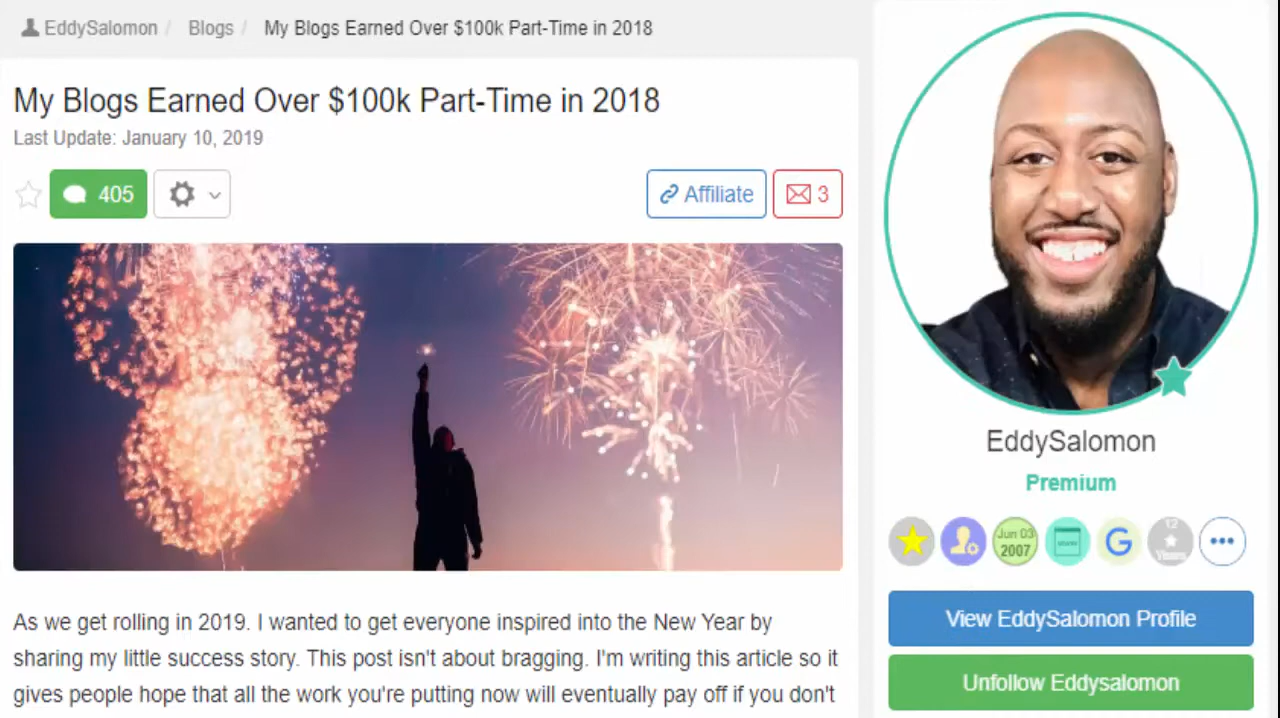 EddySalomon / Blogs / My Blogs Earned Over $100k Part-Time in 2018
My Blogs Earned Over $100k Part-Time in 2018
Last Update: January 10, 2019
405
Affiliate
3
As we get rolling in 2019. I wanted to get everyone inspired into the New Year by
sharing my little success story. This post isn't about bragging. I'm writing this article so it
gives people hope that all the work you're putting now will eventually pay off if you don't
EddySalomon
Premium
Jun 03
2007
G
12
Years
View EddySalomon Profile
Unfollow Eddysalomon